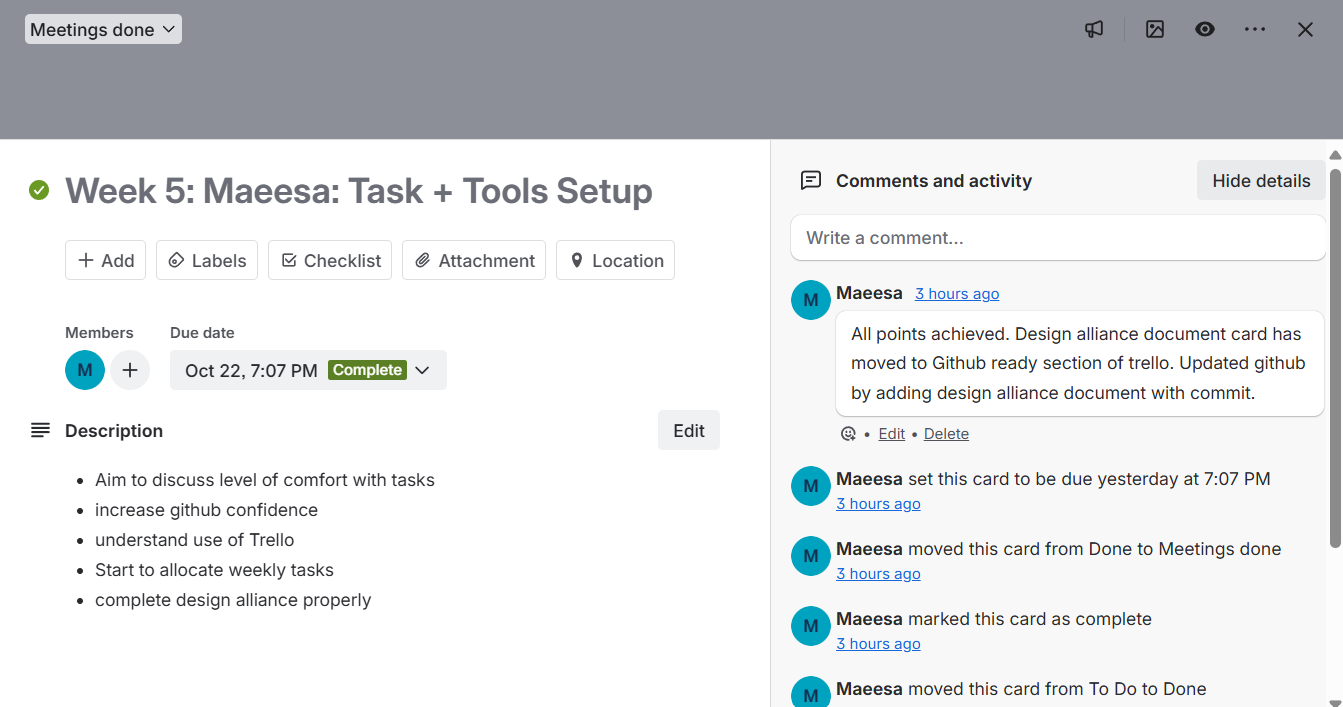 Meetings done
Week 5: Maeesa: Task + Tools Setup
Add
Labels
Checklist
Attachment
Location
Members
Due date
M
Oct 22, 7:07 PM Complete
Description
Edit
• Aim to discuss level of comfort with tasks
• increase github confidence
• understand use of Trello
• Start to allocate weekly tasks
• complete design alliance properly
Comments and activity
Hide details
Write a comment...
M
Maeesa 3 hours ago
All points achieved. Design alliance document card has
moved to Github ready section of trello. Updated github
by adding design alliance document with commit.
• Edit • Delete
M
Maeesa set this card to be due yesterday at 7:07 PM
3 hours ago
M
Maeesa moved this card from Done to Meetings done
3 hours ago
M
Maeesa marked this card as complete
3 hours ago
M
Maeesa moved this card from To Do to Done